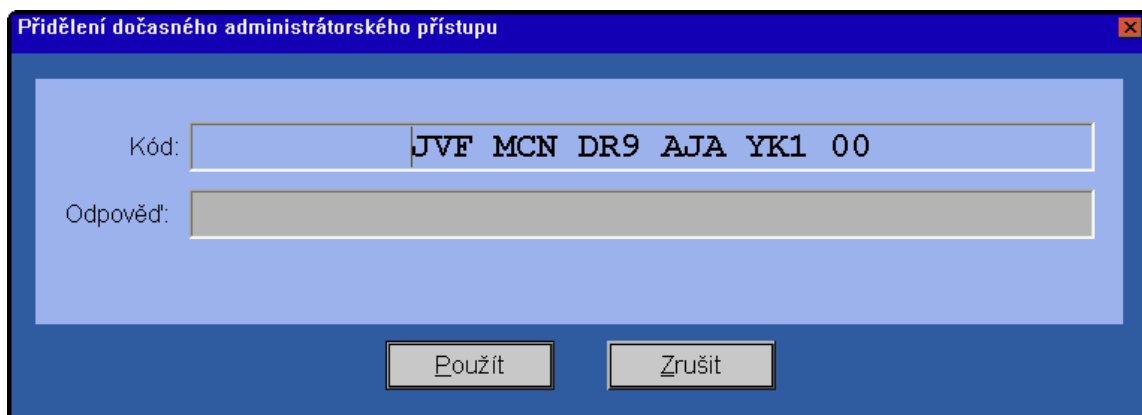 Přidělení dočasného administrátorského přístupu
Kód: JVF MCN DR9 AJA YK1 00
Odpověď:
Použít Zrušit